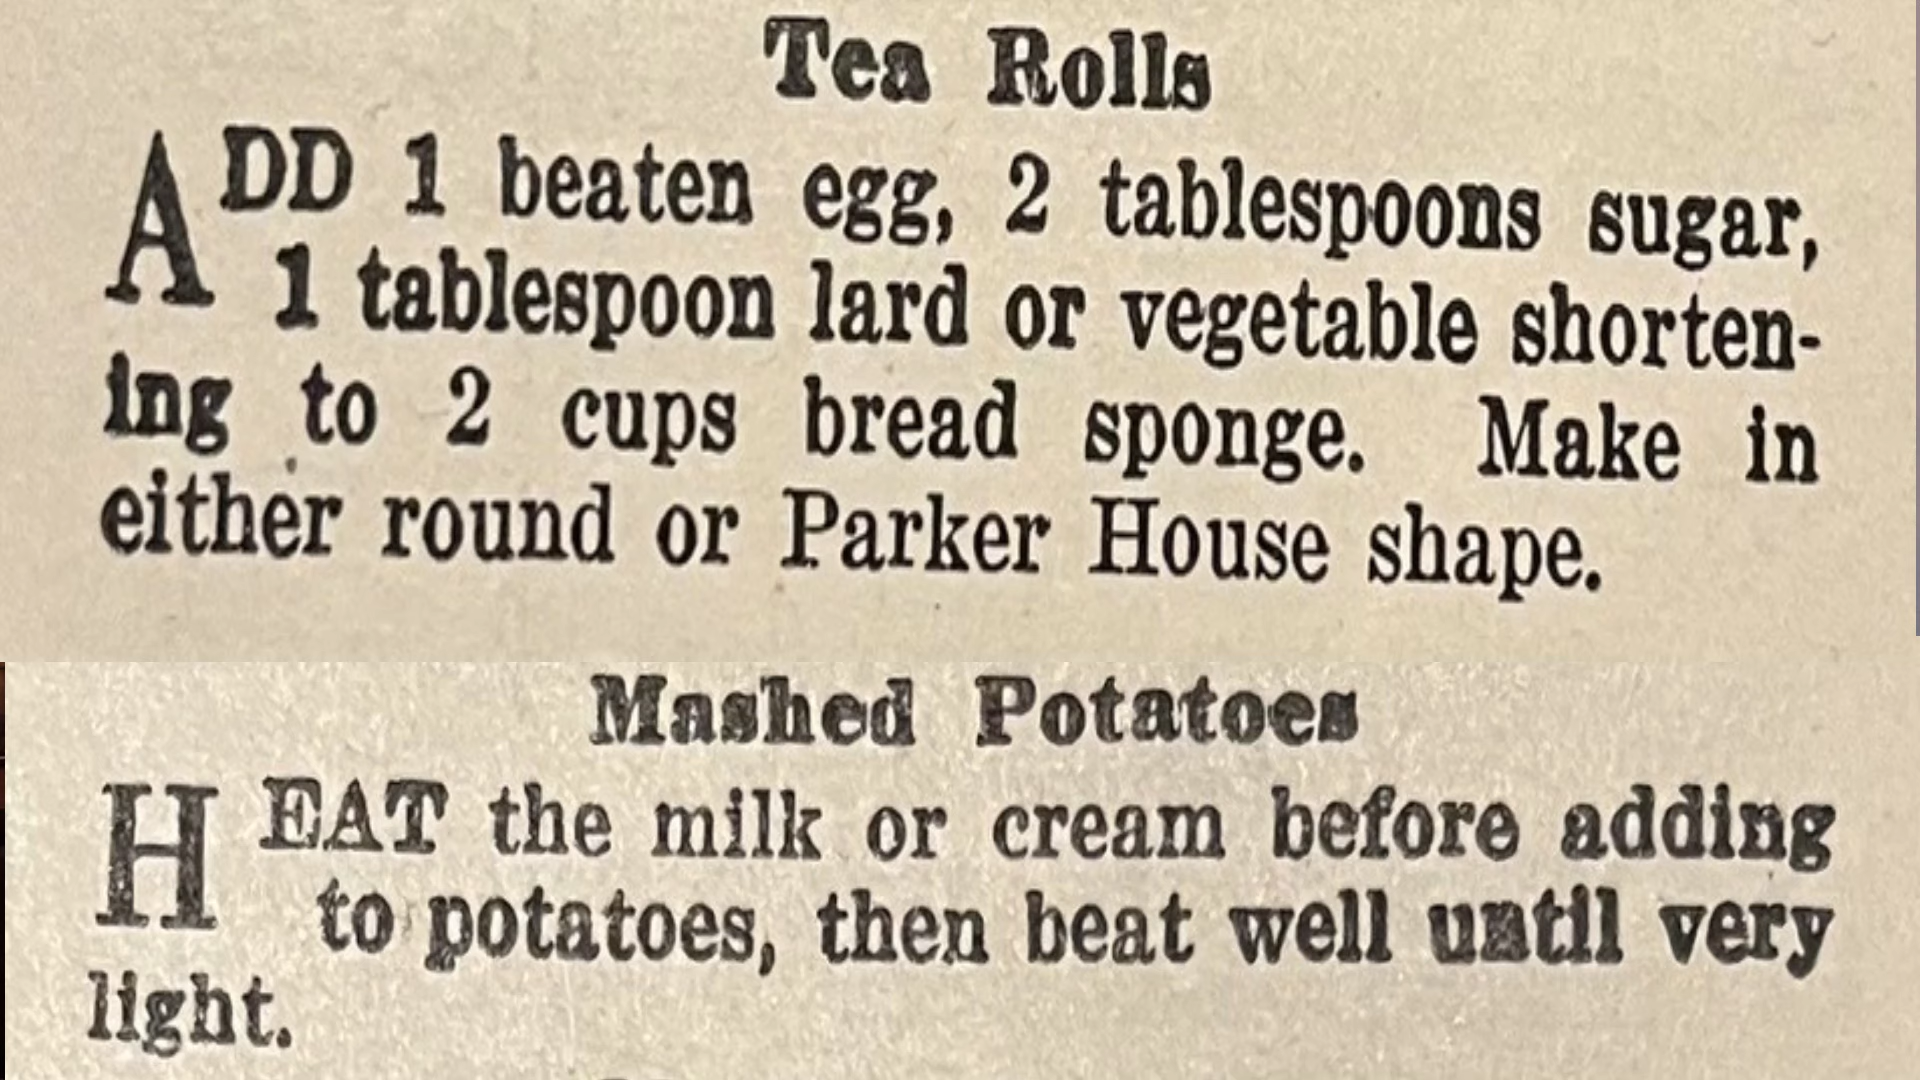 Tea Rolls
ADD 1 beaten egg, 2 tablespoons sugar,
1 tablespoon lard or vegetable shorten-
ing to 2 cups bread sponge. Make in
either round or Parker House shape.
Mashed Potatoes
HEAT the milk or cream before adding
to potatoes, then beat well until very
light.